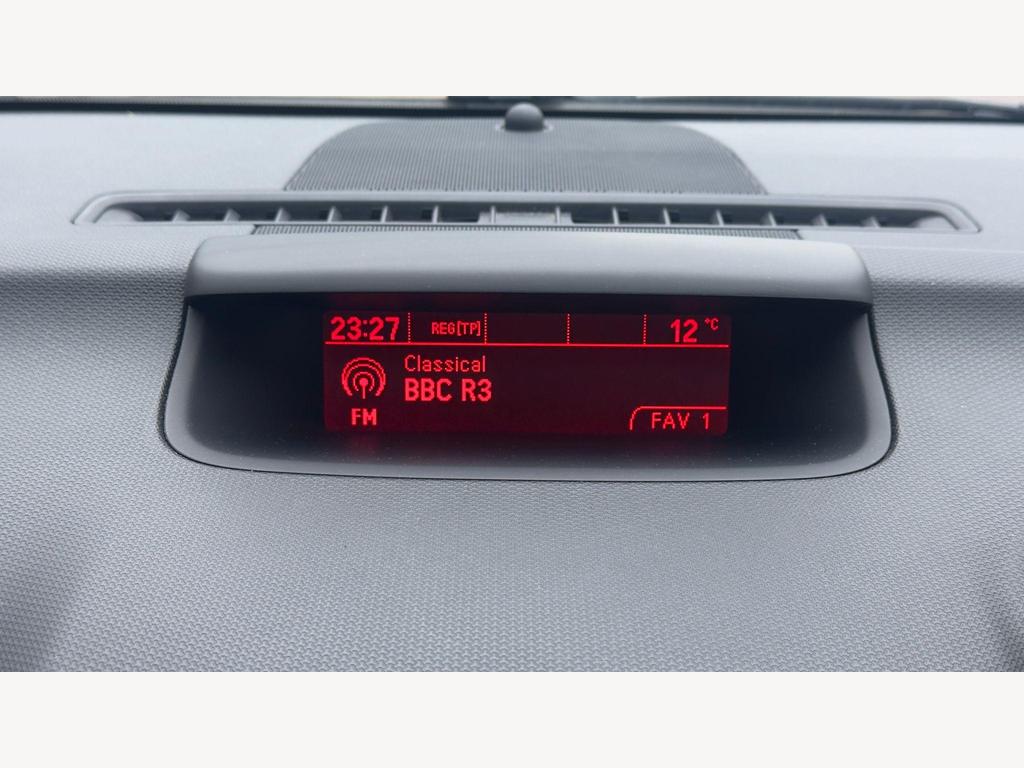 23:27 REG[TP] 12 °C
Classical
BBC R3
FM
FAV 1